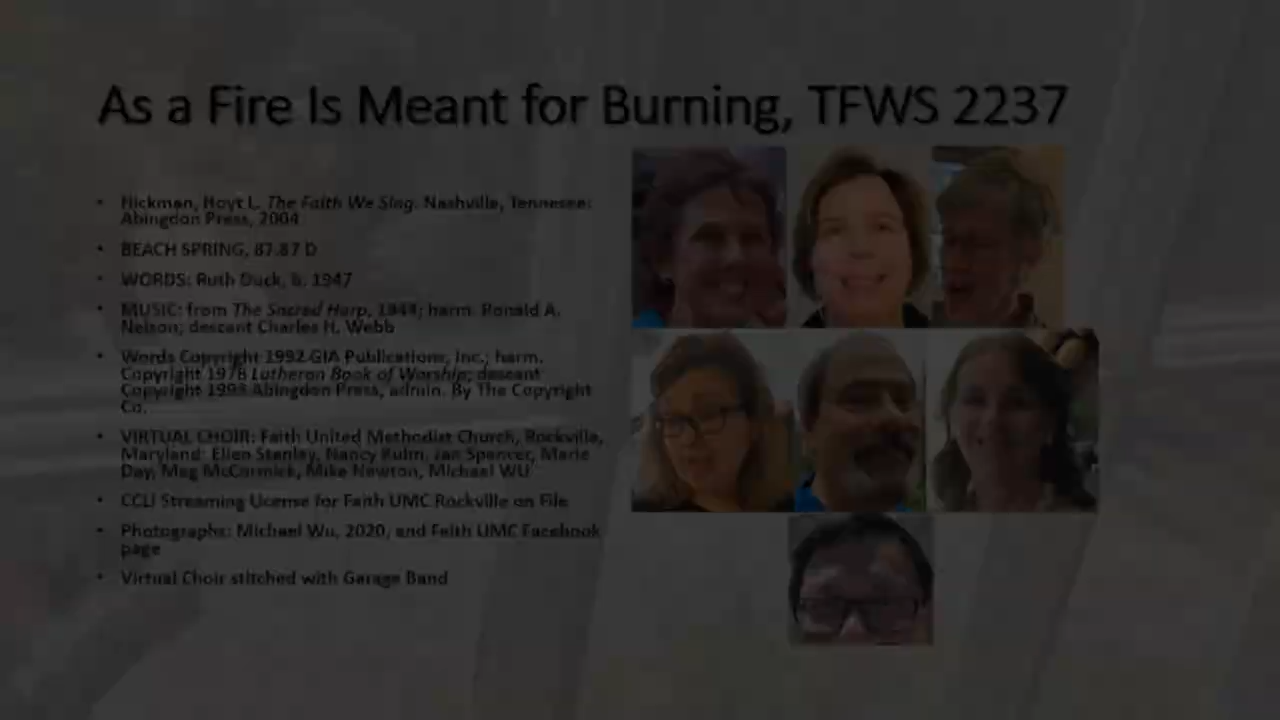 As a Fire Is Meant for Burning, TFWS 2237
• Hickman, Hoyt L. The Faith We Sing. Nashville, Tennessee:
Abingdon Press, 2004
• BEACH SPRING, 87.87 D
• WORDS: Ruth Duck, b. 1947
• MUSIC: from The Sacred Harp, 1844; harm. Ronald A.
Nelson; descant Charles H. Webb
• Words Copyright 1992 GIA Publications, Inc.; harm.
Copyright 1978 Lutheran Book of Worship; descant
Copyright 1993 Abingdon Press, admin. By The Copyright
Co.
• VIRTUAL CHOIR: Faith United Methodist Church, Rockville,
Maryland: Ellen Stanley, Nancy Kuhn, Jan Spencer, Marie
Day, Meg McCormick, Mike Newton, Michael WU
• CCLI Streaming License for Faith UMC Rockville on File
• Photographs: Michael Wu, 2020, and Faith UMC Facebook
page
• Virtual Choir stitched with Garage Band